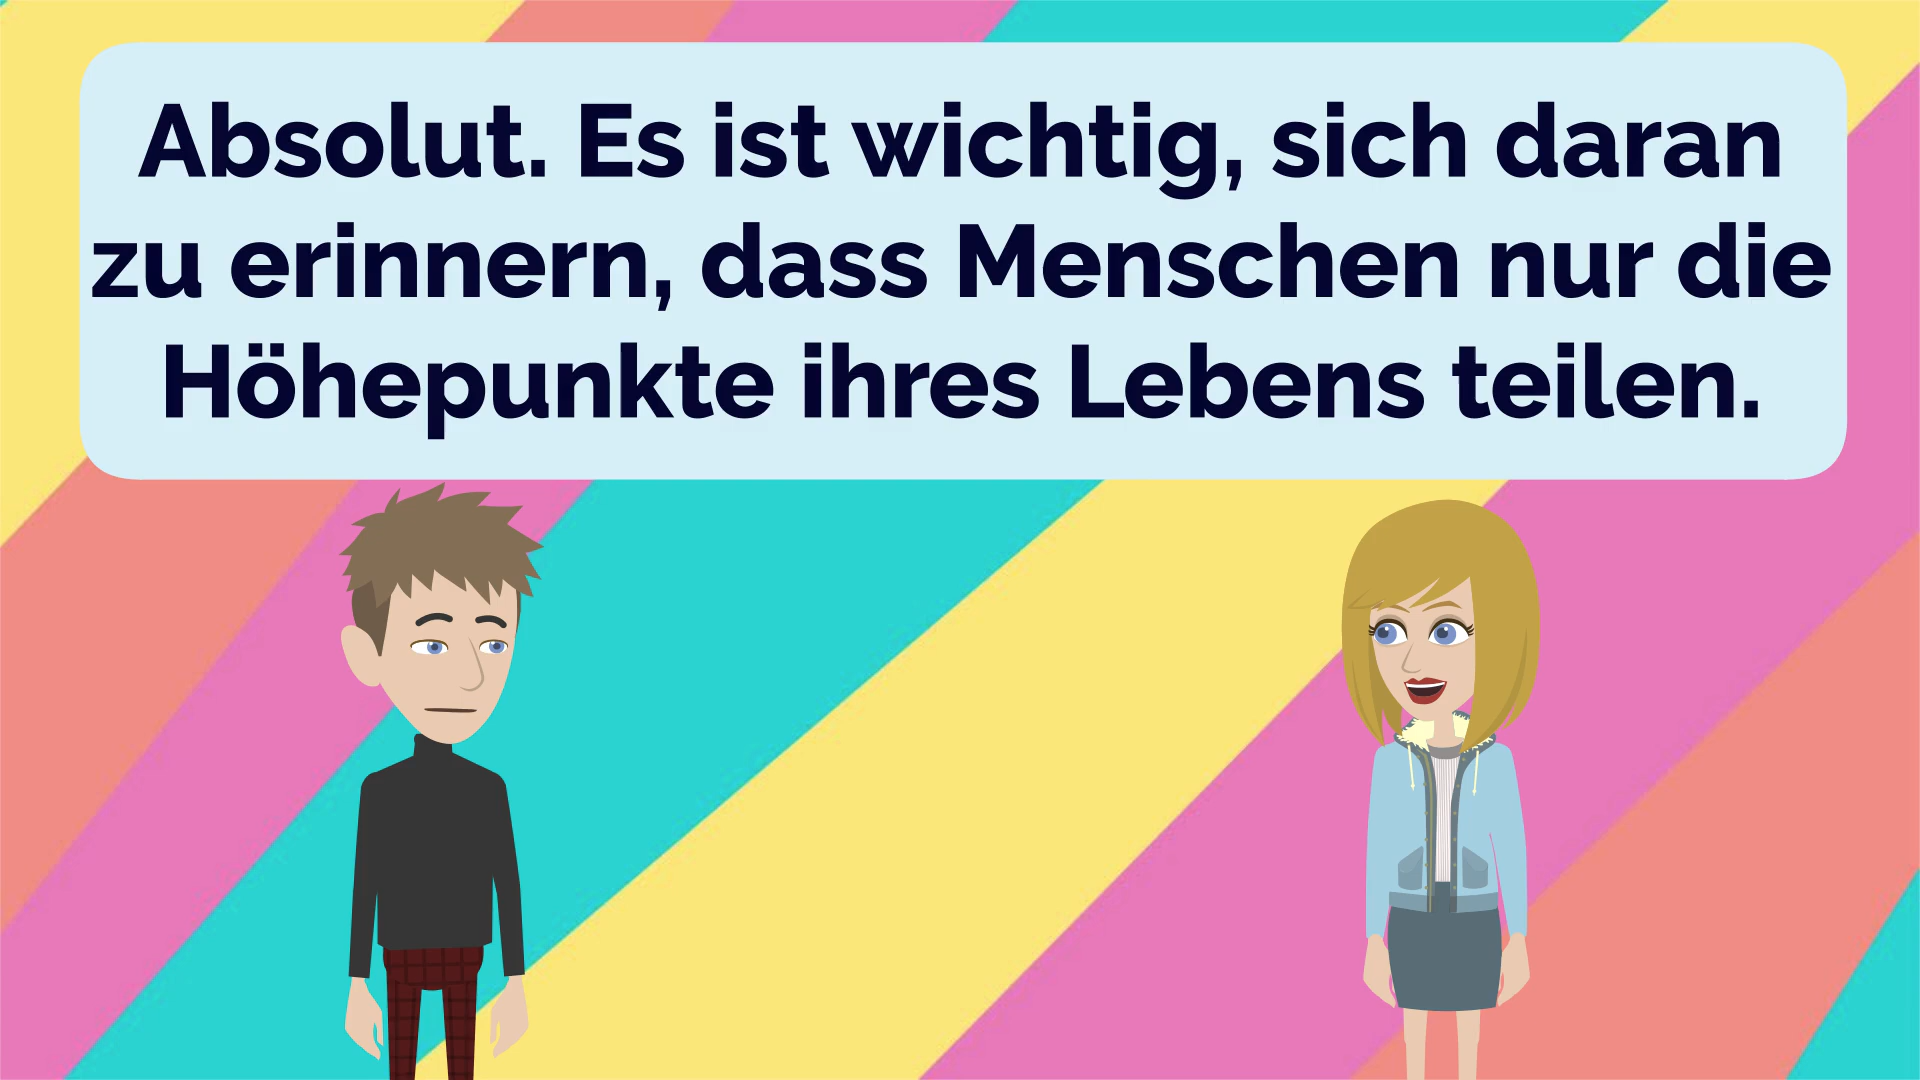 Absolut. Es ist wichtig, sich daran
zu erinnern, dass Menschen nur die
Höhepunkte ihres Lebens teilen.